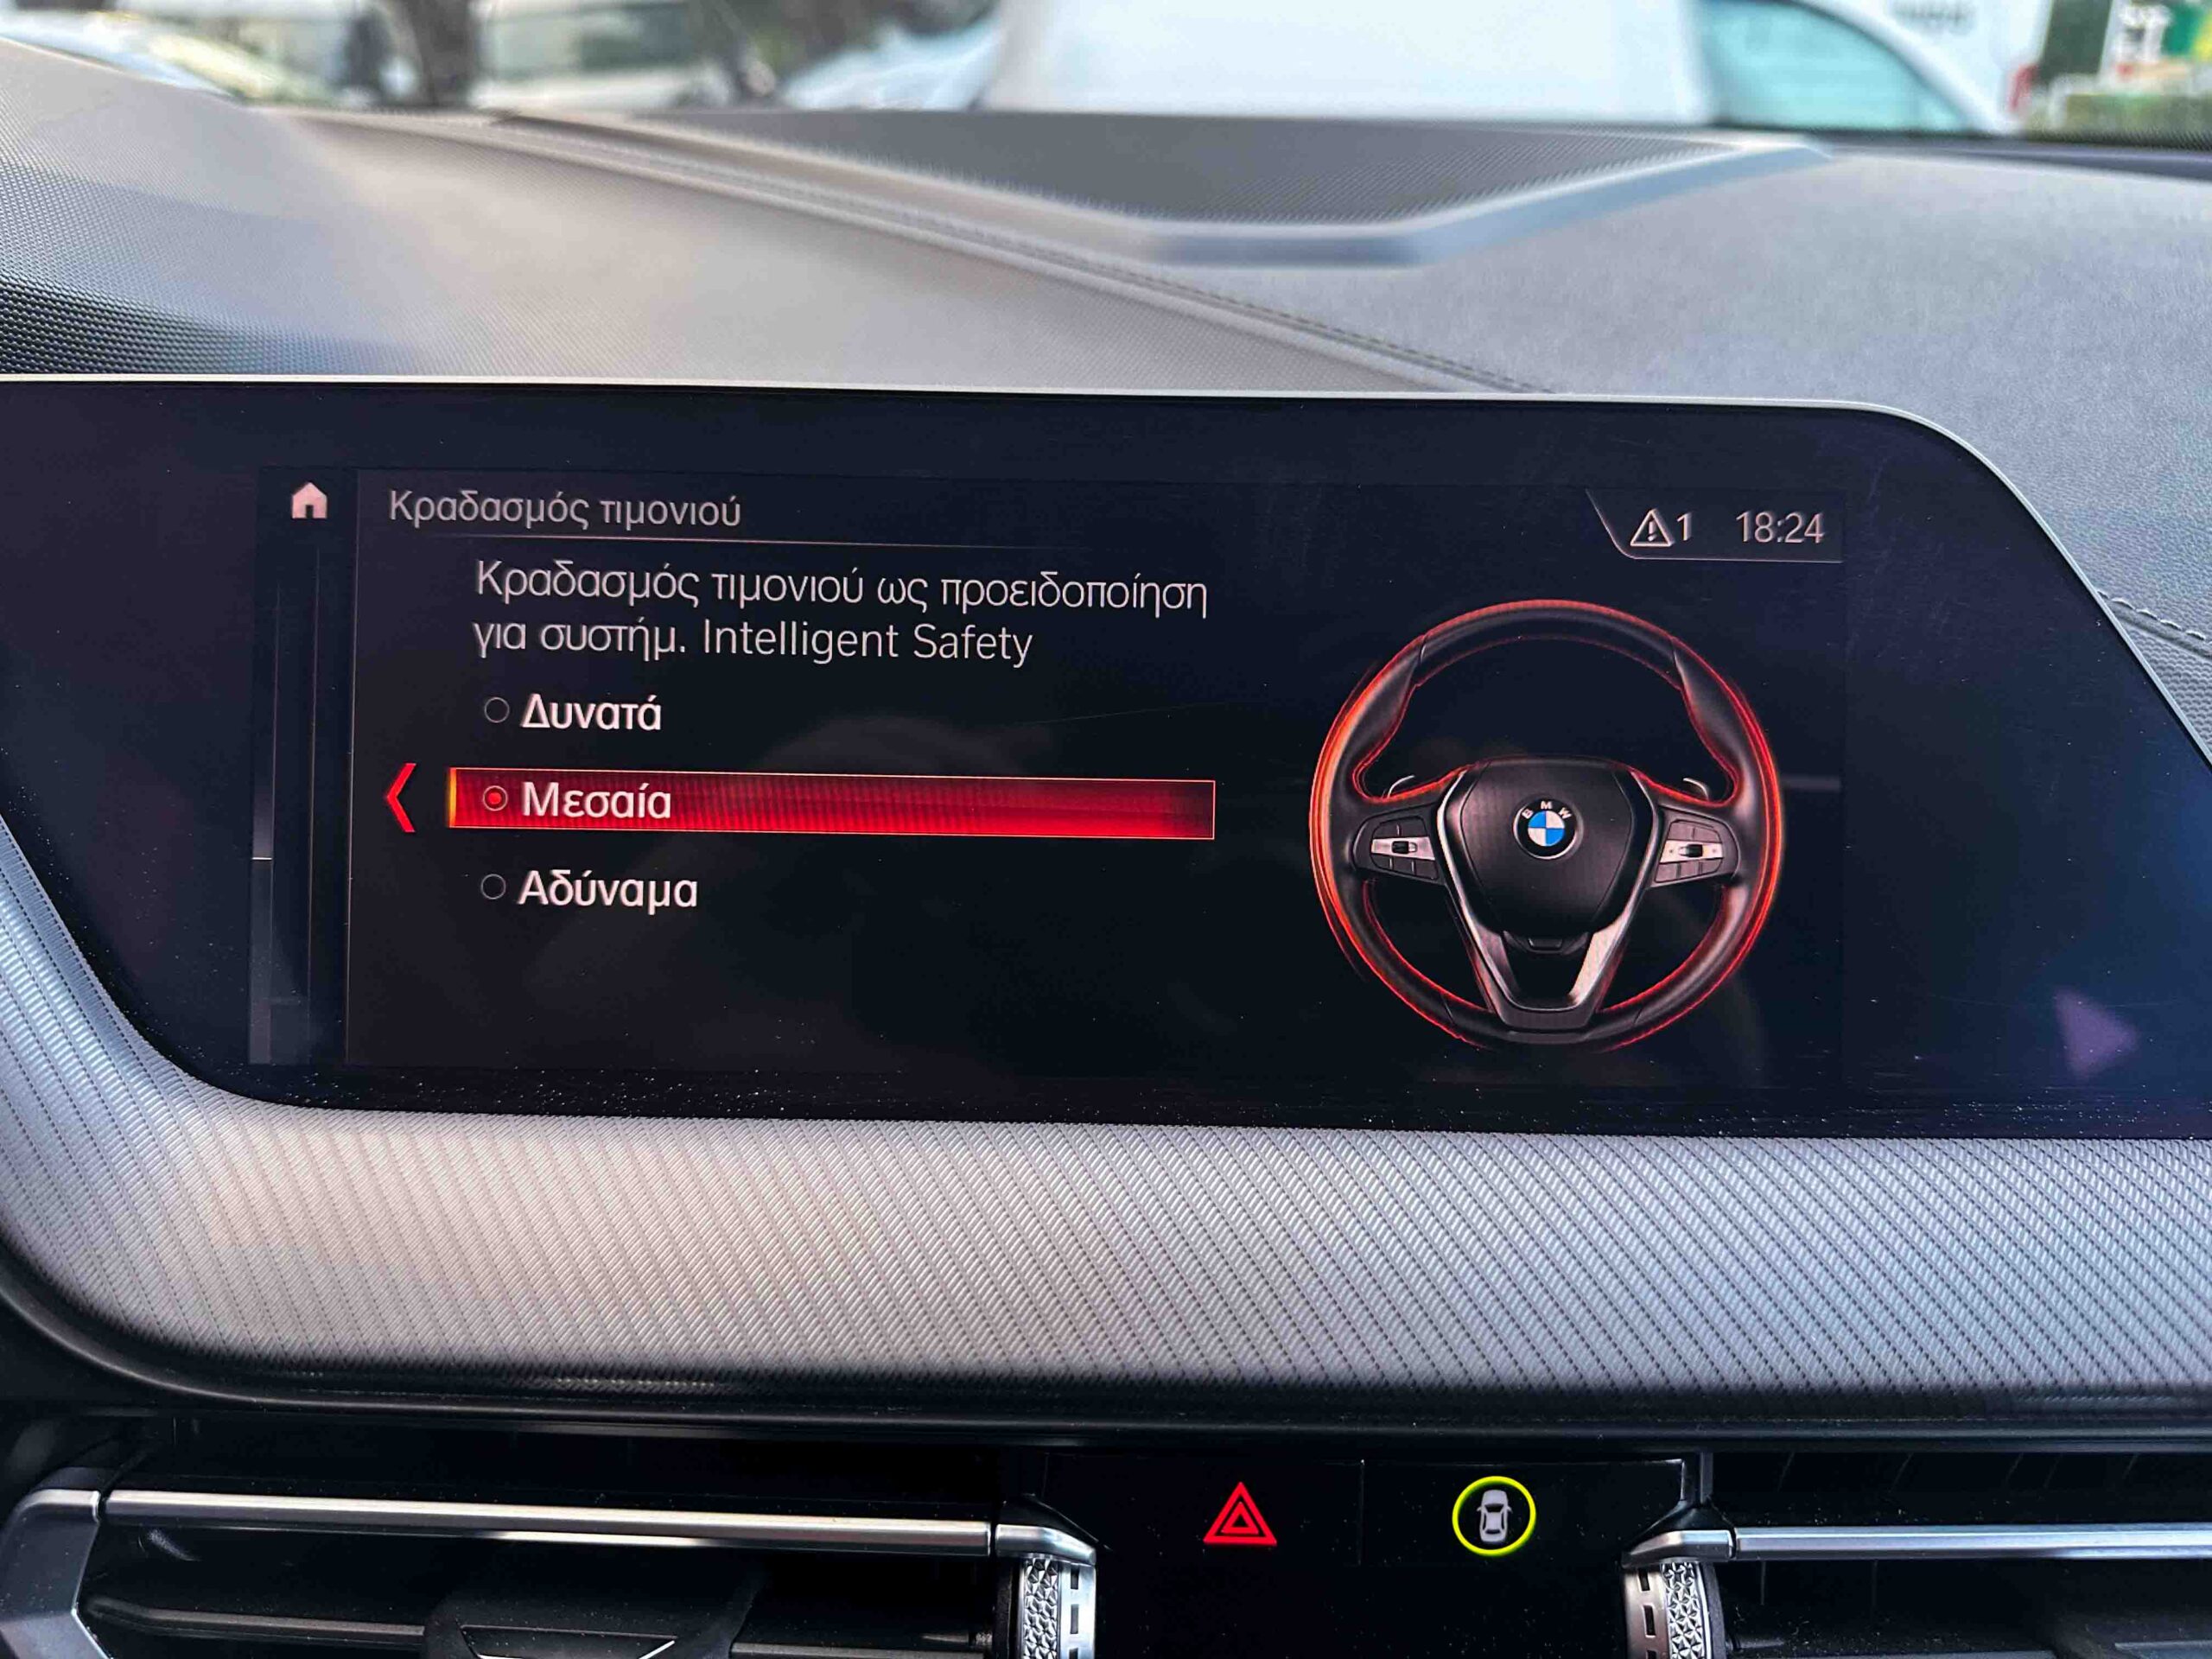 Κραδασμός τιμονιού
1 18:24
Κραδασμός τιμονιού ως προειδοποίηση
για συστήμ. Intelligent Safety
Δυνατά
Μεσαία
Αδύναμα
BMW